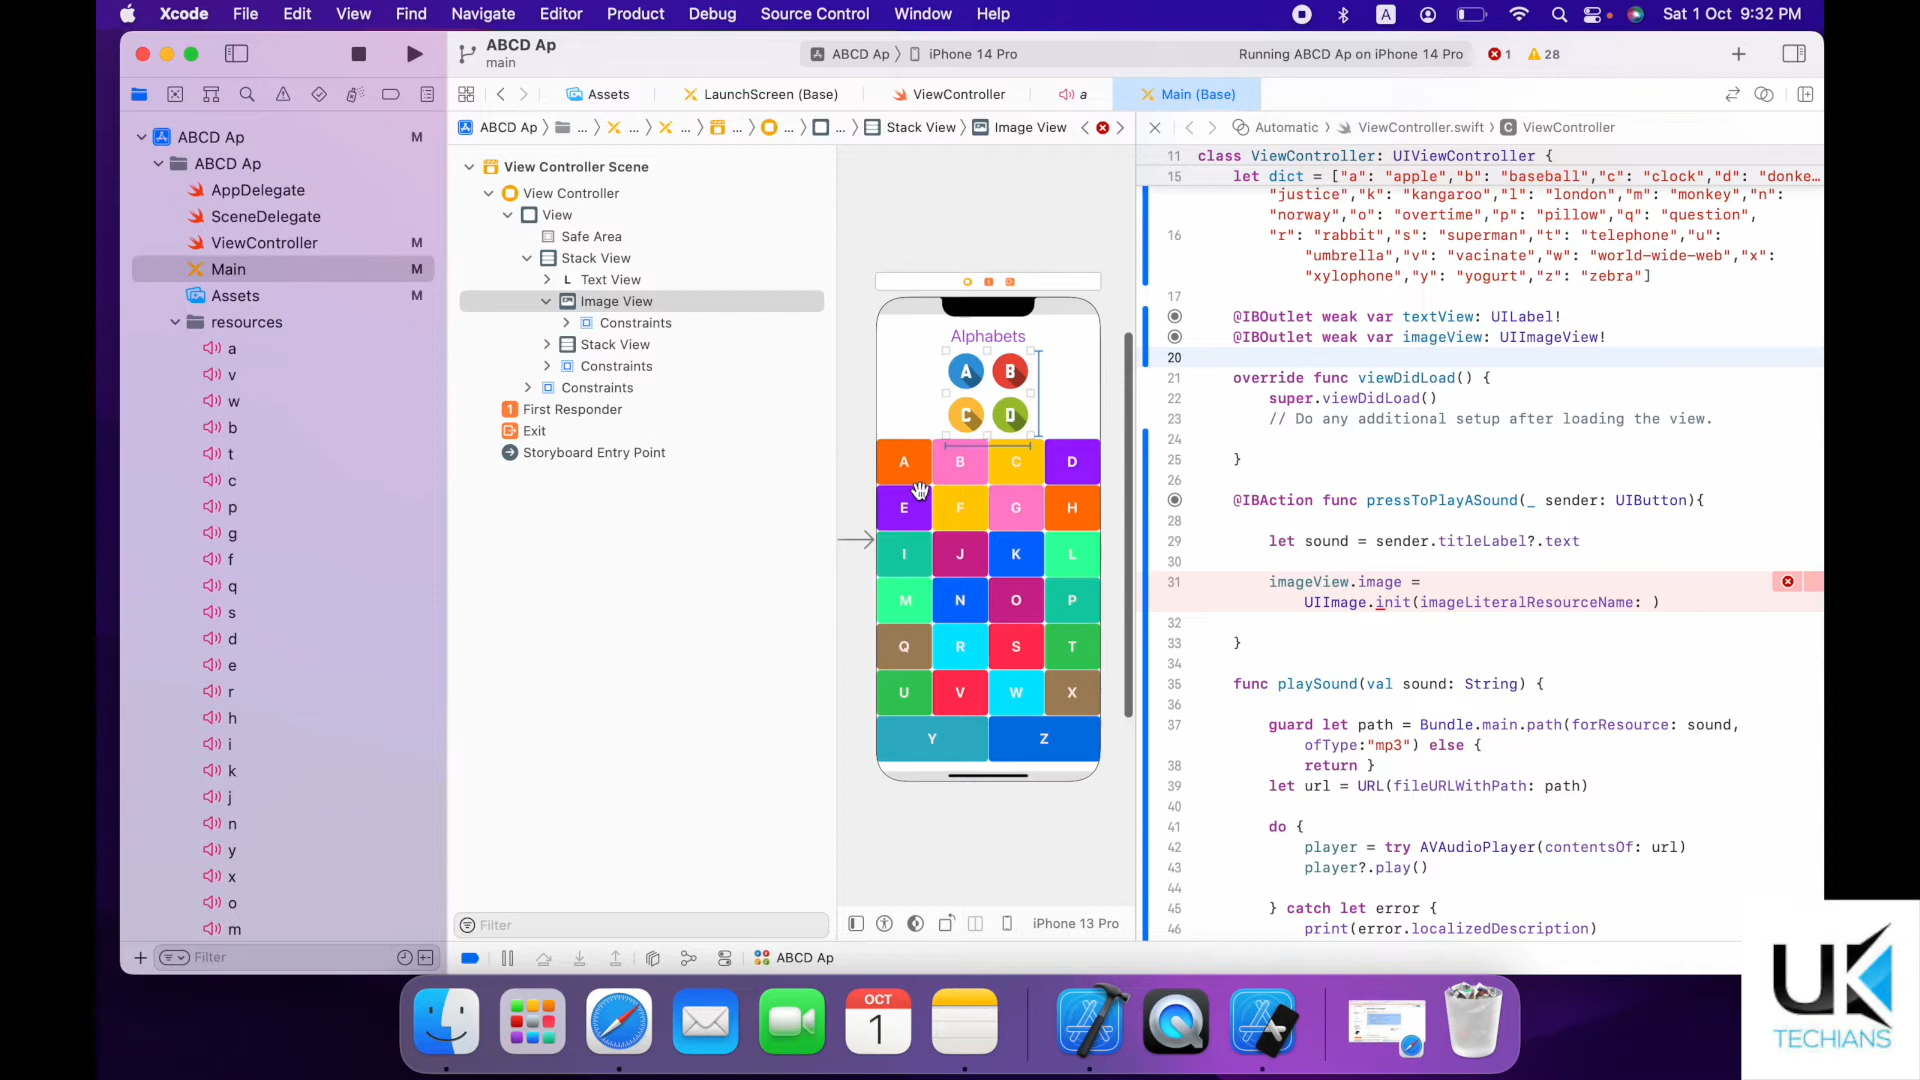 Xcode File Edit View Find Navigate Editor Product Debug Source Control Window Help A Sat 1 Oct 9:32 PM
ABCD Ap
main
ABCD Ap iPhone 14 Pro Running ABCD Ap on iPhone 14 Pro 1 28
Assets LaunchScreen (Base) ViewController a Main (Base)
ABCD Ap ... ... ... ... ... ... Stack View Image View Automatic ViewController.swift C ViewController
ABCD Ap M
ABCD Ap
AppDelegate
SceneDelegate
ViewController M
Main M
Assets M
resources
a
v
w
b
t
c
p
g
f
q
s
d
e
r
h
i
k
j
n
y
x
o
m
Filter
View Controller Scene
View Controller
View
Safe Area
Stack View
L Text View
Image View
Constraints
Stack View
Constraints
Constraints
1 First Responder
Exit
Storyboard Entry Point
Filter
Alphabets
A B
C D
A B C D
E F G H
I J K L
M N O P
Q R S T
U V W X
Y Z
iPhone 13 Pro
ABCD Ap
11 class ViewController: UIViewController {
15 let dict = ["a": "apple","b": "baseball","c": "clock","d": "donke...
"justice","k": "kangaroo","l": "london","m": "monkey","n":
"norway","o": "overtime","p": "pillow","q": "question",
16 "r": "rabbit","s": "superman","t": "telephone","u":
"umbrella","v": "vacinate","w": "world-wide-web","x":
"xylophone","y": "yogurt","z": "zebra"]
17
@IBOutlet weak var textView: UILabel!
@IBOutlet weak var imageView: UIImageView!
20
21 override func viewDidLoad() {
22 super.viewDidLoad()
23 // Do any additional setup after loading the view.
24
25 }
26
@IBAction func pressToPlayASound(_ sender: UIButton){
28
29 let sound = sender.titleLabel?.text
30
31 imageView.image =
UIImage.init(imageLiteralResourceName: )
32
33 }
34
35 func playSound(val sound: String) {
36
37 guard let path = Bundle.main.path(forResource: sound,
ofType:"mp3") else {
38 return }
39 let url = URL(fileURLWithPath: path)
40
41 do {
42 player = try AVAudioPlayer(contentsOf: url)
43 player?.play()
44
45 } catch let error {
46 print(error.localizedDescription)
OCT
1
UK
TECHIANS